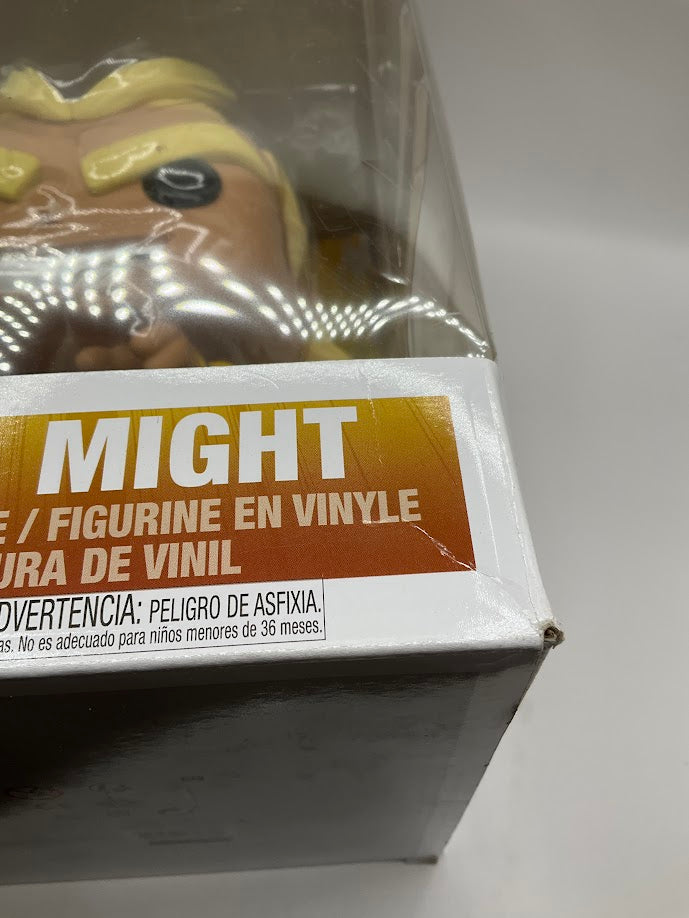 MIGHT
E / FIGURINE EN VINYLE
URA DE VINIL
DVERTENCIA: PELIGRO DE ASFIXIA.
as. No es adecuado para niños menores de 36 meses.